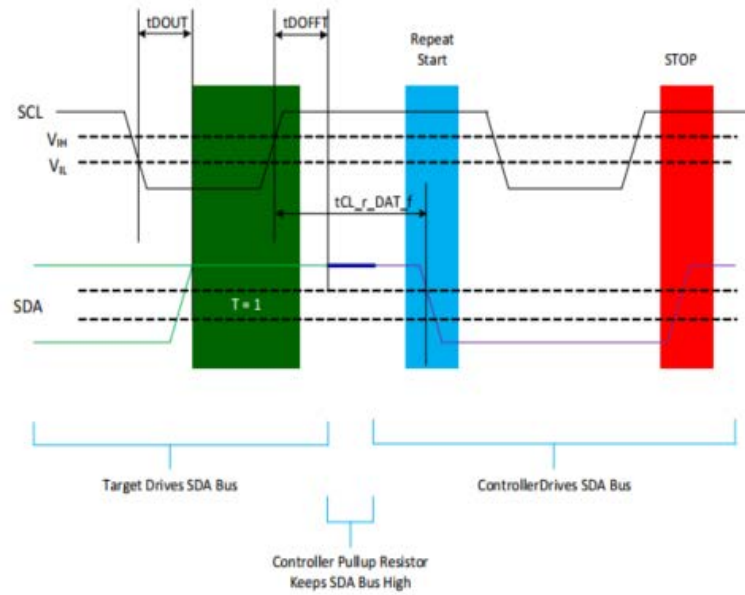 tDOUT
tDOFFT
Repeat
Start
STOP
SCL
VIH
VIL
tCL_r_DAT_f
SDA
T = 1
Target Drives SDA Bus
ControllerDrives SDA Bus
Controller Pullup Resistor
Keeps SDA Bus High